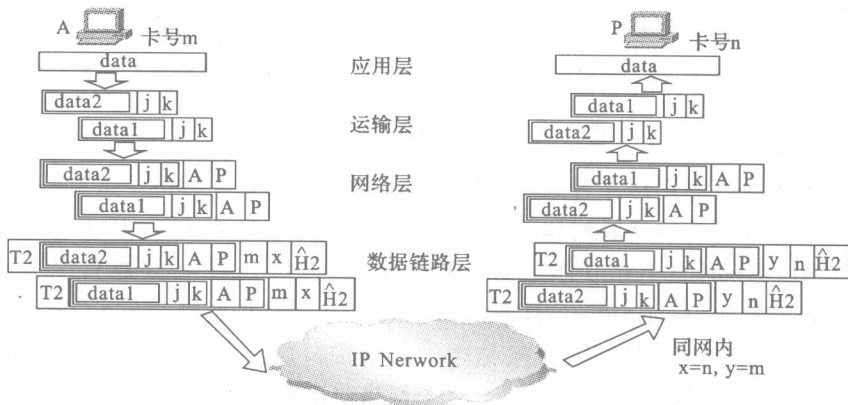 A 卡号m
P 卡号n
data 应用层 data
data2 j k
data1 j k
运输层
data1 j k
data2 j k
data2 j k A P
data1 j k A P
网络层
data1 j k A P
data2 j k A P
T2 data2 j k A P m x Ĥ2
T2 data1 j k A P m x Ĥ2
数据链路层
T2 data1 j k A P y n Ĥ2
T2 data2 j k A P y n Ĥ2
IP Nerwork
同网内
x=n, y=m